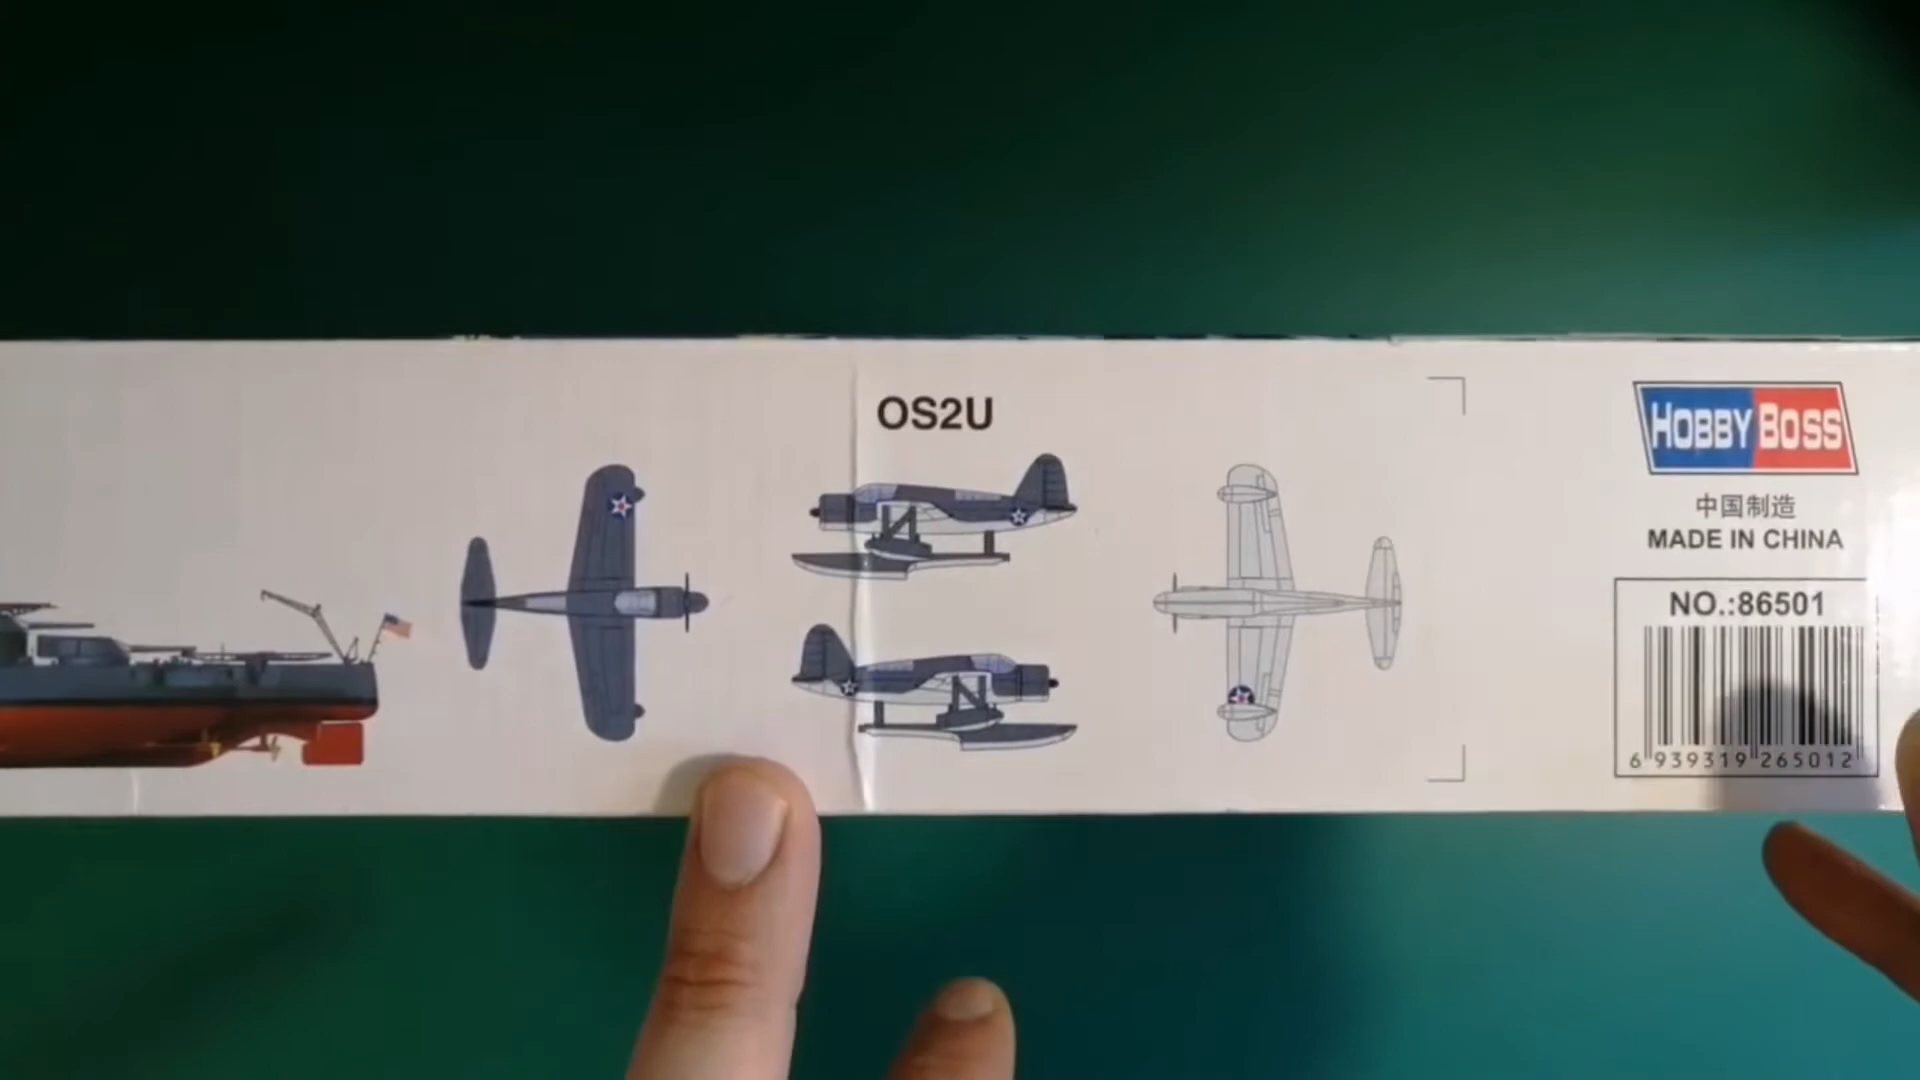 OS2U
HOBBY BOSS
中国制造
MADE IN CHINA
NO.:86501
6 939319 265012